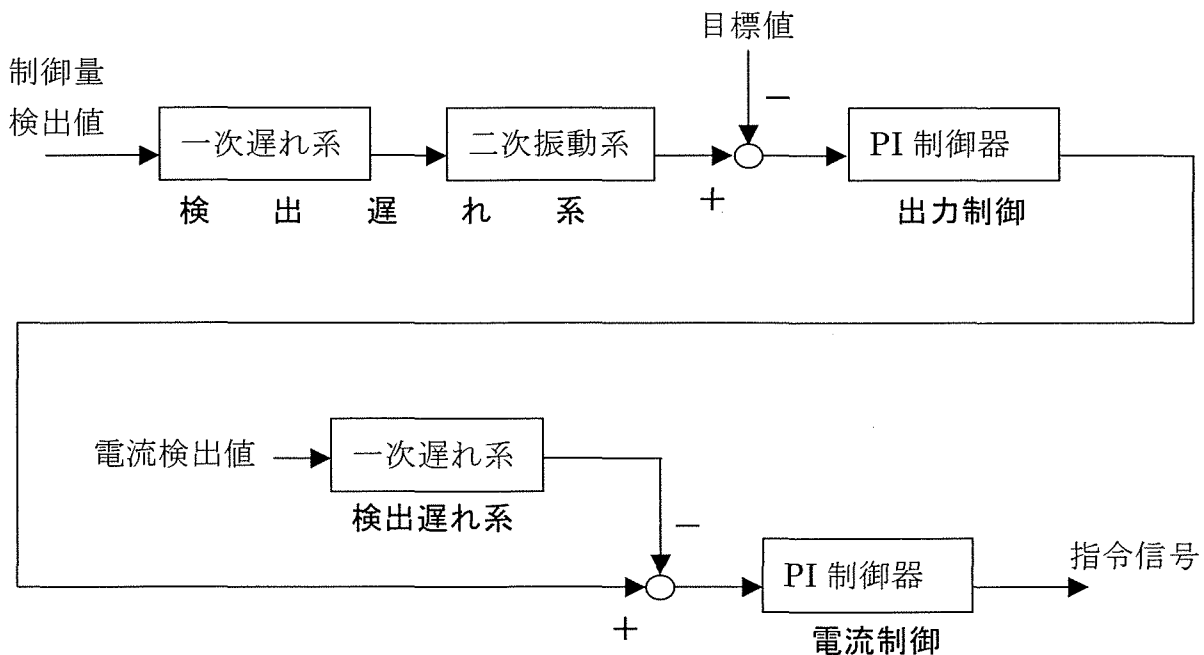 目標値
制御量
検出値
一次遅れ系
二次振動系
PI 制御器
検出遅れ系
出力制御
−
+
電流検出値
一次遅れ系
検出遅れ系
−
+
PI 制御器
電流制御
指令信号